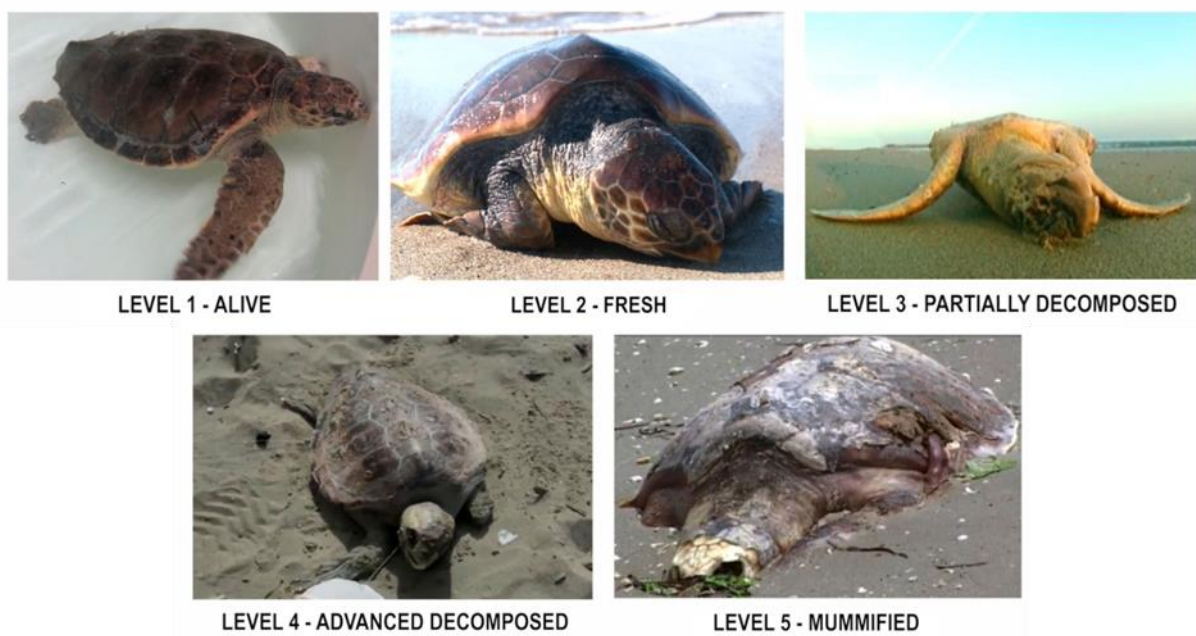 LEVEL 1 - ALIVE
LEVEL 2 - FRESH
LEVEL 3 - PARTIALLY DECOMPOSED
LEVEL 4 - ADVANCED DECOMPOSED
LEVEL 5 - MUMMIFIED